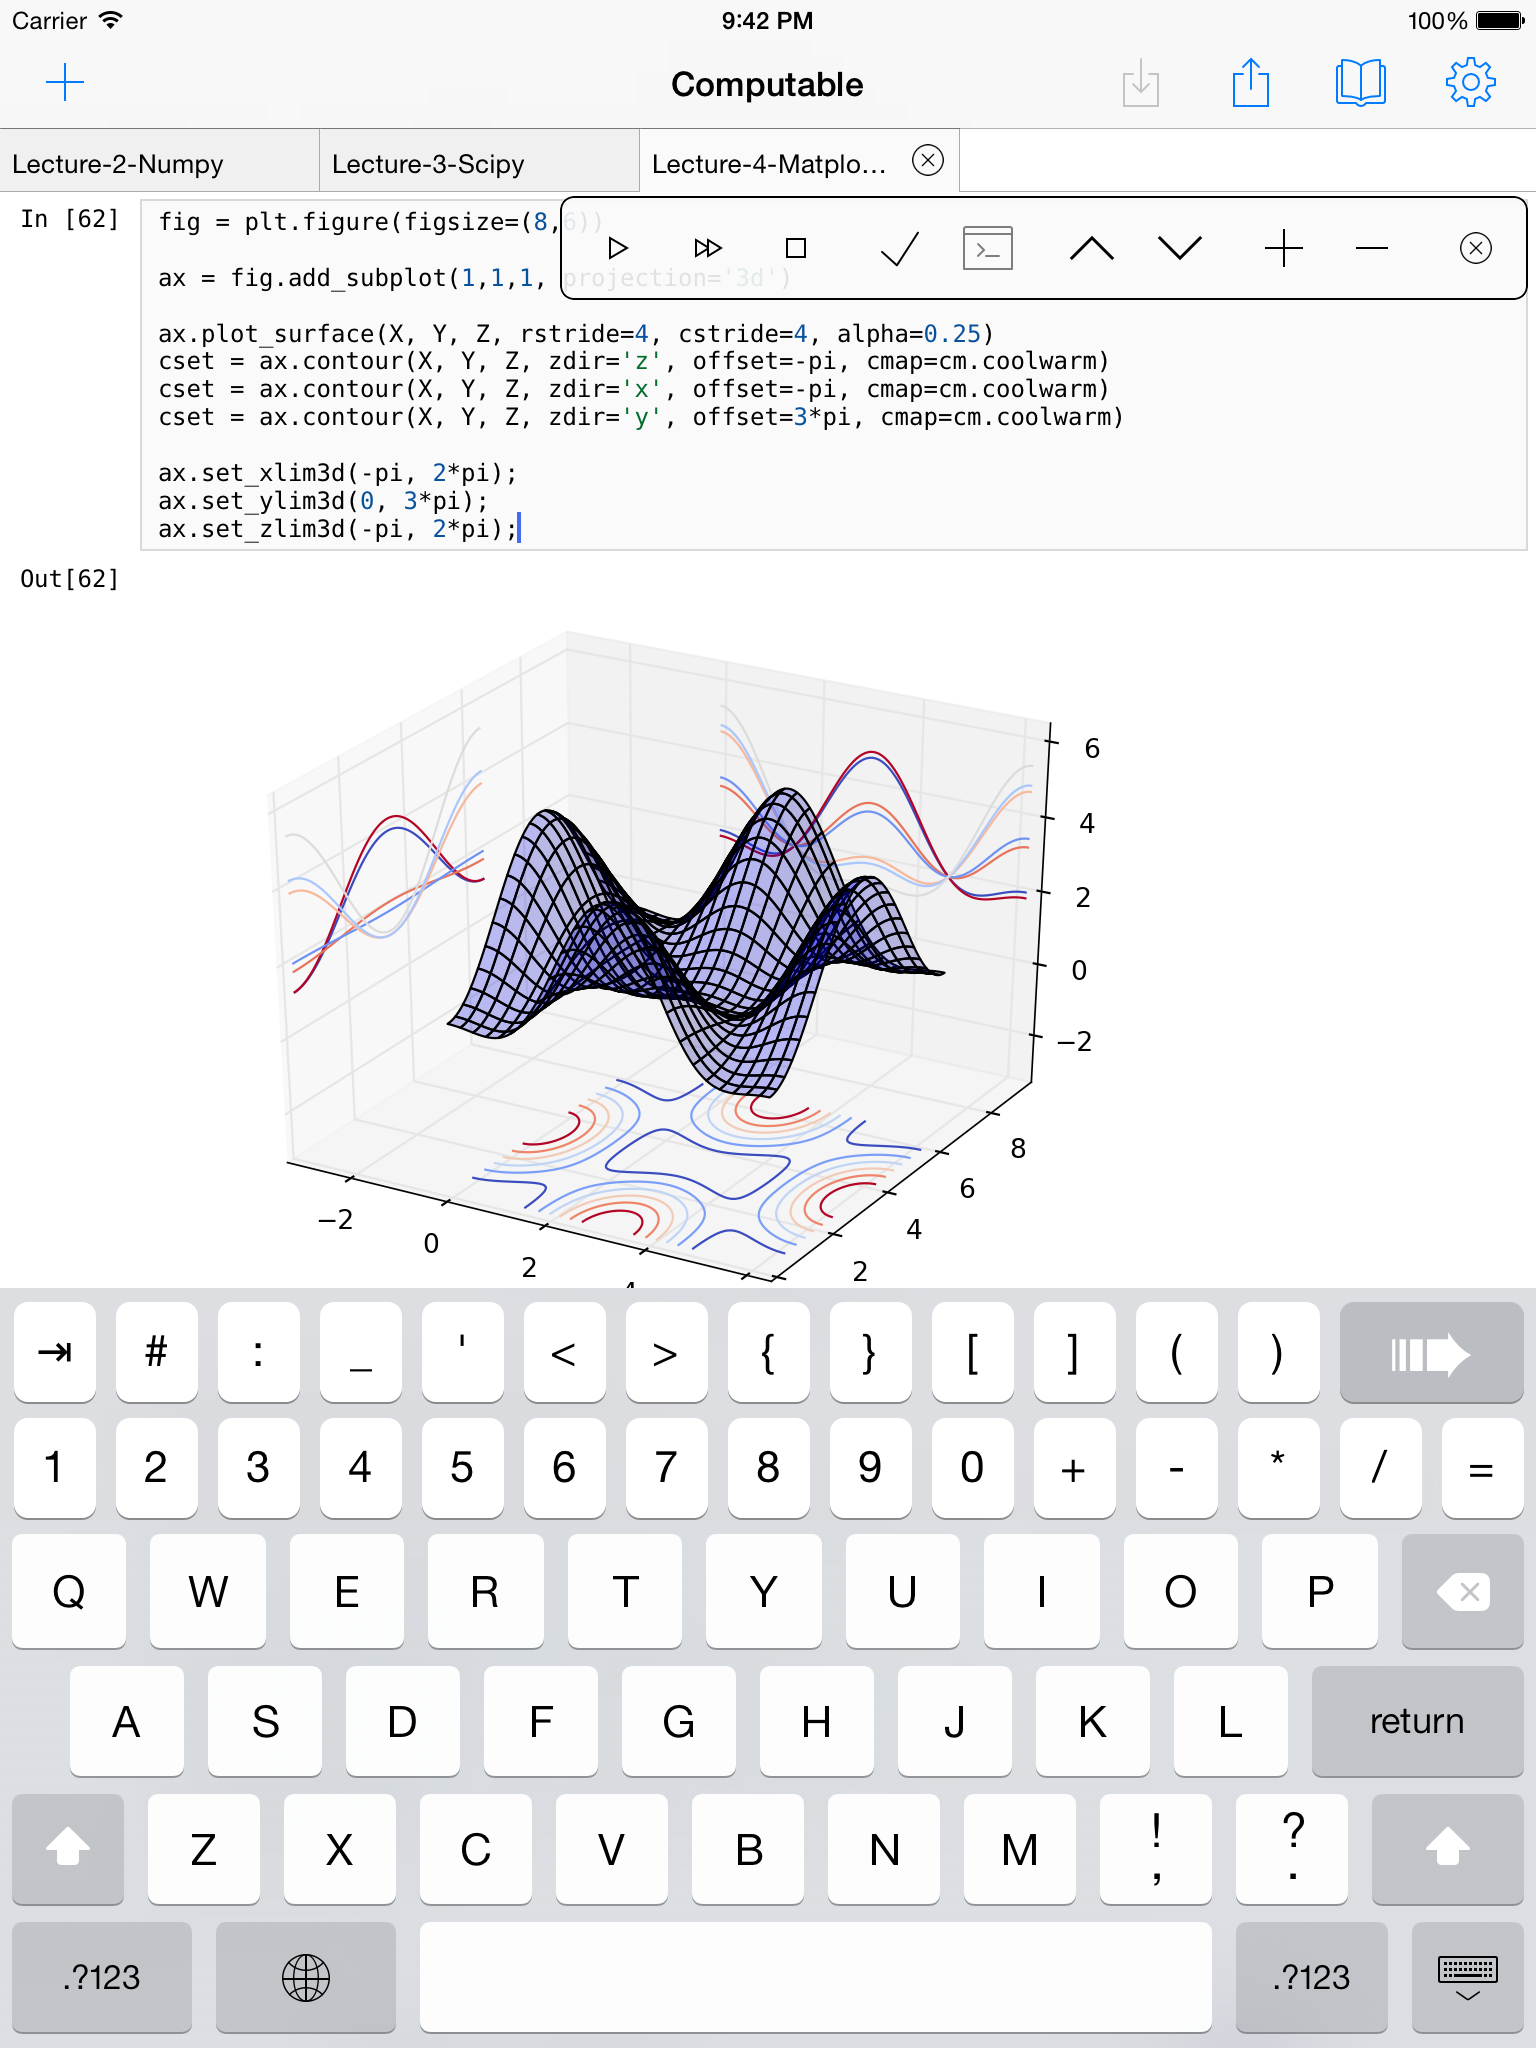 Carrier 9:42 PM 100%
Computable
Lecture-2-Numpy Lecture-3-Scipy Lecture-4-Matplo...
In [62]
fig = plt.figure(figsize=(8,6))
ax = fig.add_subplot(1,1,1, projection='3d')
ax.plot_surface(X, Y, Z, rstride=4, cstride=4, alpha=0.25)
cset = ax.contour(X, Y, Z, zdir='z', offset=-pi, cmap=cm.coolwarm)
cset = ax.contour(X, Y, Z, zdir='x', offset=-pi, cmap=cm.coolwarm)
cset = ax.contour(X, Y, Z, zdir='y', offset=3*pi, cmap=cm.coolwarm)
ax.set_xlim3d(-pi, 2*pi);
ax.set_ylim3d(0, 3*pi);
ax.set_zlim3d(-pi, 2*pi);
Out[62]
6
4
2
0
−2
8
6
4
2
−2
0
2
# : _ ' < > { } [ ] ( )
1 2 3 4 5 6 7 8 9 0 + - * / =
Q W E R T Y U I O P
A S D F G H J K L return
Z X C V B N M ! , ? .
.?123 .?123